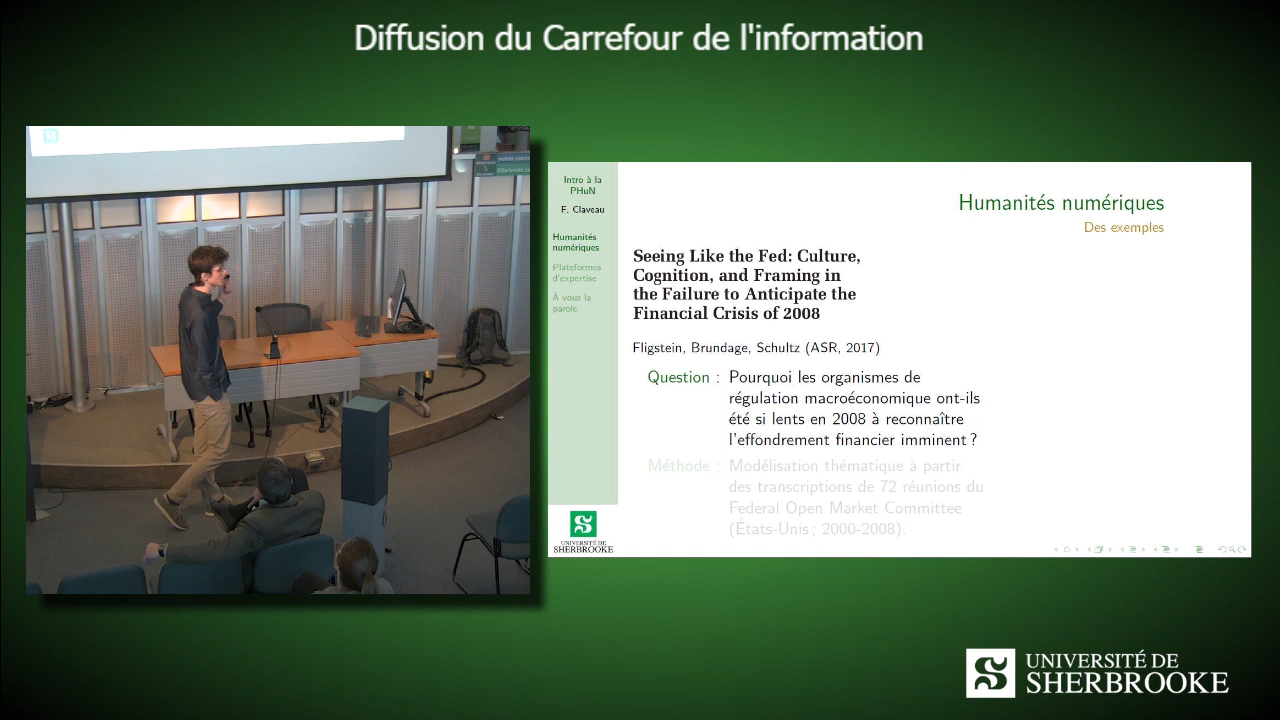 Diffusion du Carrefour de l'information
Intro à la
PHuN
F. Claveau
Humanités
numériques
Plateformes
d'expertise
À vous la
parole
UNIVERSITÉ DE
SHERBROOKE
Humanités numériques
Des exemples
Seeing Like the Fed: Culture,
Cognition, and Framing in
the Failure to Anticipate the
Financial Crisis of 2008
Fligstein, Brundage, Schultz (ASR, 2017)
Question : Pourquoi les organismes de
régulation macroéconomique ont-ils
été si lents en 2008 à reconnaître
l'effondrement financier imminent ?
Méthode : Modélisation thématique à partir
des transcriptions de 72 réunions du
Federal Open Market Committee
(États-Unis ; 2000-2008).
UNIVERSITÉ DE
SHERBROOKE